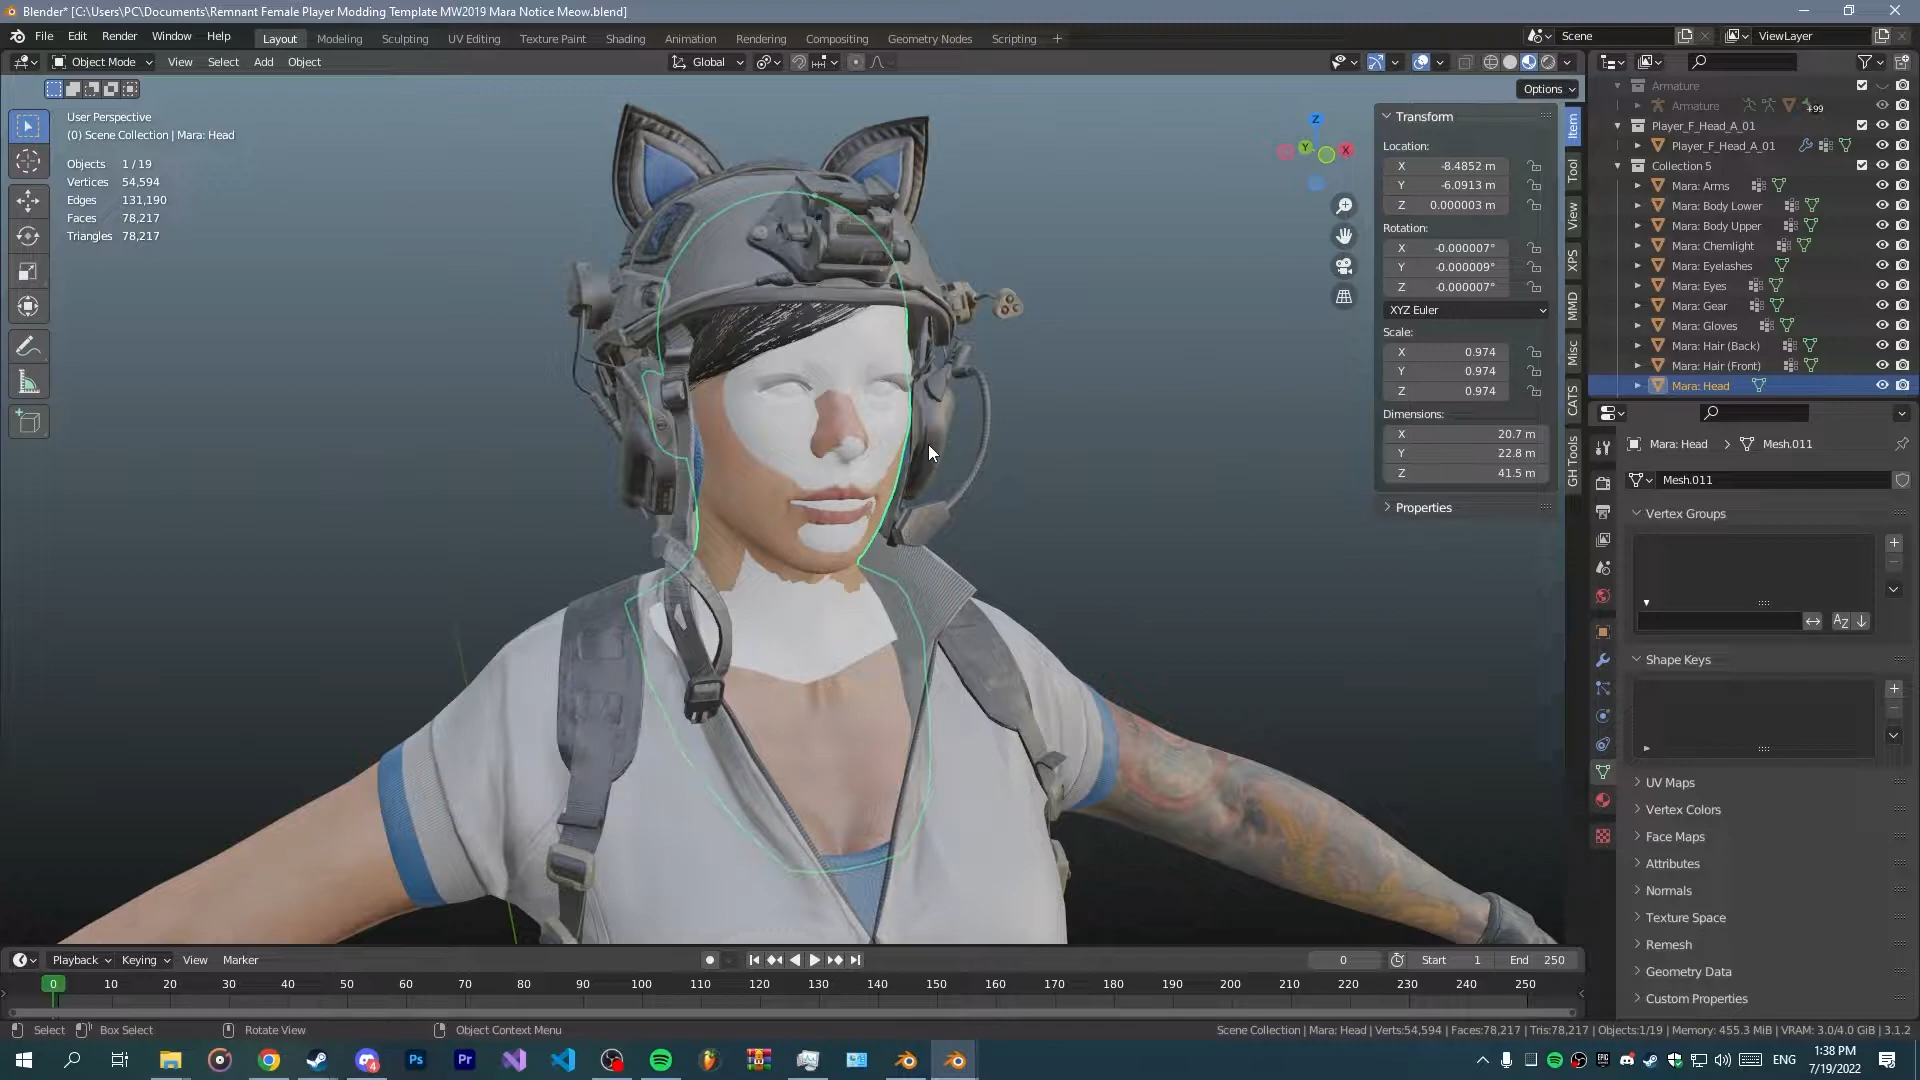 Blender* [C:\Users\PC\Documents\Remnant Female Player Modding Template MW2019 Mara Notice Meow.blend]
File Edit Render Window Help Layout Modeling Sculpting UV Editing Texture Paint Shading Animation Rendering Compositing Geometry Nodes Scripting + Scene ViewLayer
Object Mode View Select Add Object Global
Options
User Perspective
(0) Scene Collection | Mara: Head
Objects 1 / 19
Vertices 54,594
Edges 131,190
Faces 78,217
Triangles 78,217
Z
Y
X
Transform
Location:
X -8.4852 m
Y -6.0913 m
Z 0.000003 m
Rotation:
X -0.000007°
Y -0.000009°
Z -0.000007°
XYZ Euler
Scale:
X 0.974
Y 0.974
Z 0.974
Dimensions:
X 20.7 m
Y 22.8 m
Z 41.5 m
Properties
Item
Tool
View
XPS
MMD
Misc
CATS
GH Tools
Armature
Armature +99
Player_F_Head_A_01
Player_F_Head_A_01
Collection 5
Mara: Arms
Mara: Body Lower
Mara: Body Upper
Mara: Chemlight
Mara: Eyelashes
Mara: Eyes
Mara: Gear
Mara: Gloves
Mara: Hair (Back)
Mara: Hair (Front)
Mara: Head
Mara: Head > Mesh.011
Mesh.011
Vertex Groups
AZ
Shape Keys
UV Maps
Vertex Colors
Face Maps
Attributes
Normals
Texture Space
Remesh
Geometry Data
Custom Properties
Playback Keying View Marker 0 Start 1 End 250
0 10 20 30 40 50 60 70 80 90 100 110 120 130 140 150 160 170 180 190 200 210 220 230 240 250
Select Box Select Rotate View Object Context Menu Scene Collection | Mara: Head | Verts:54,594 | Faces:78,217 | Tris:78,217 | Objects:1/19 | Memory: 455.3 MiB | VRAM: 3.0/4.0 GiB | 3.1.2
4 Ps Pr ENG 1:38 PM
7/19/2022